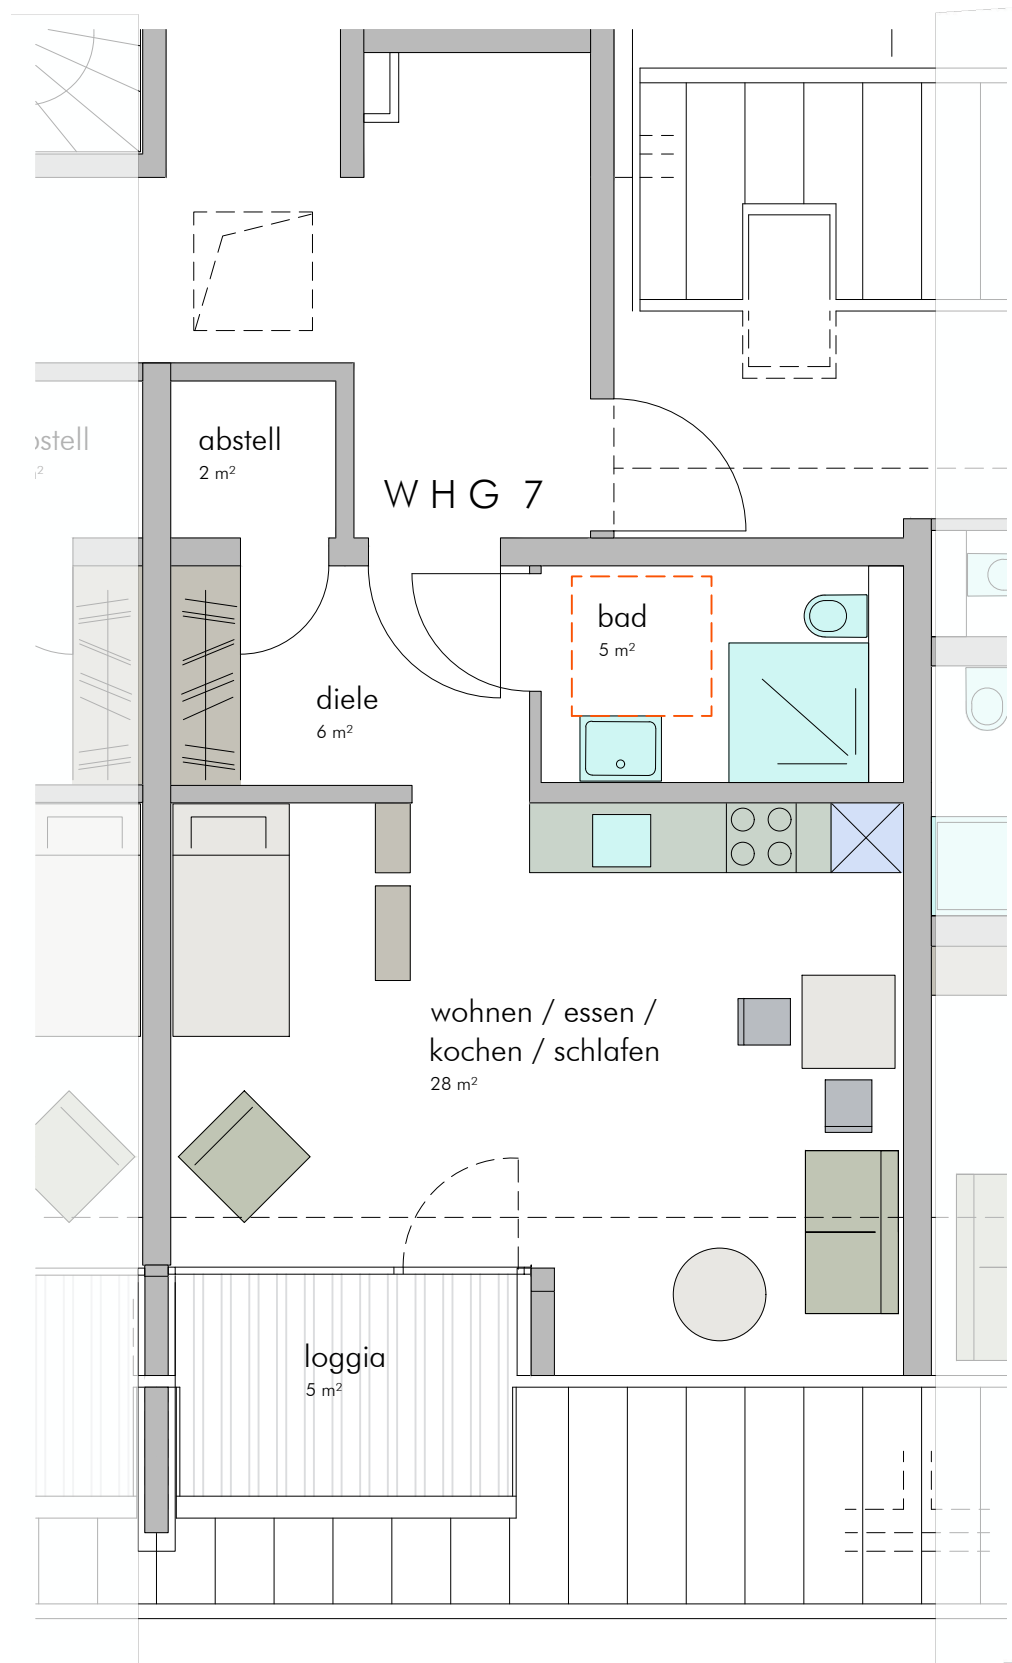 abstell
2 m²
WHG 7
bad
5 m²
diele
6 m²
wohnen / essen /
kochen / schlafen
28 m²
loggia
5 m²